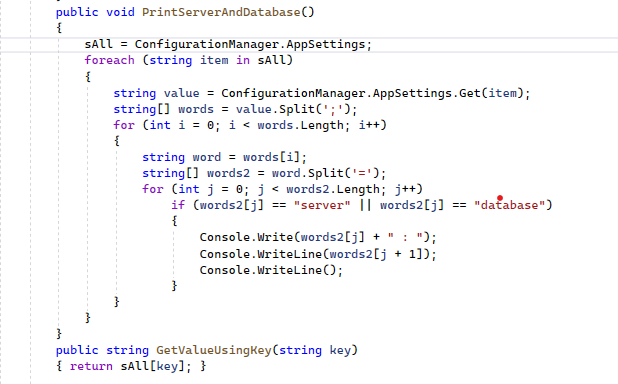 public void PrintServerAndDatabase()
{
sAll = ConfigurationManager.AppSettings;
foreach (string item in sAll)
{
string value = ConfigurationManager.AppSettings.Get(item);
string[] words = value.Split(';');
for (int i = 0; i < words.Length; i++)
{
string word = words[i];
string[] words2 = word.Split('=');
for (int j = 0; j < words2.Length; j++)
if (words2[j] == "server" || words2[j] == "database")
{
Console.Write(words2[j] + " : ");
Console.WriteLine(words2[j + 1]);
Console.WriteLine();
}
}
}
}
public string GetValueUsingKey(string key)
{ return sAll[key]; }